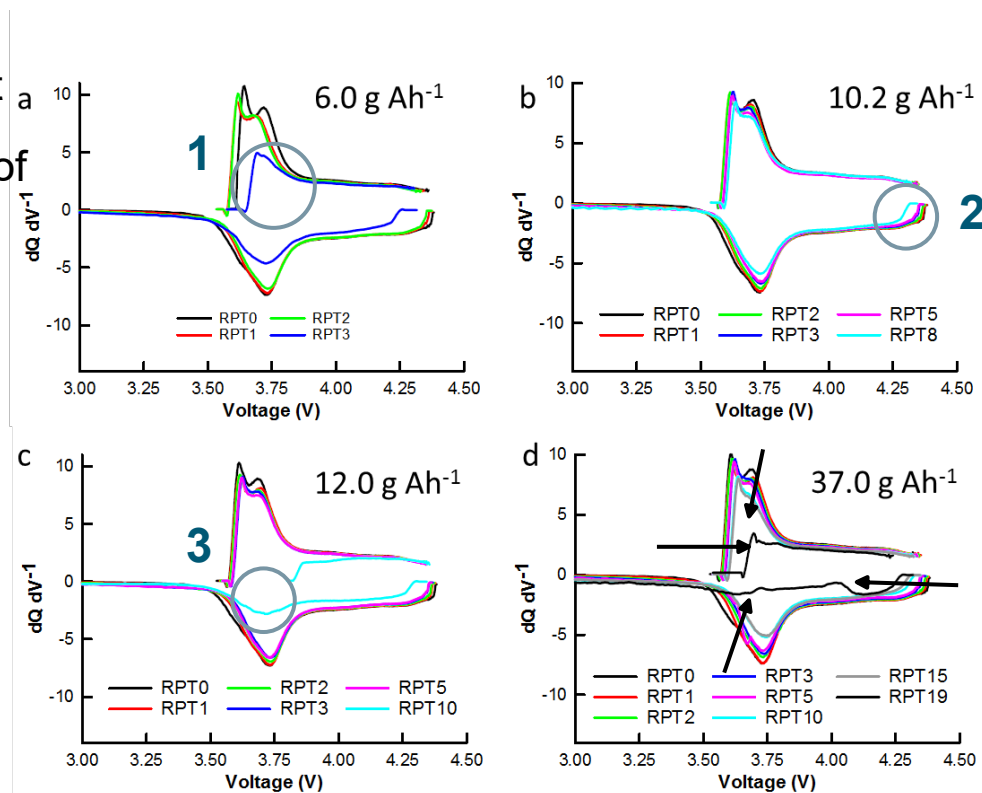 of
a
6.0 g Ah-1
1
10
5
0
-5
-10
dQ dV-1
RPT0 RPT2
RPT1 RPT3
3.00 3.25 3.50 3.75 4.00 4.25 4.50
Voltage (V)
b
10.2 g Ah-1
2
10
5
0
-5
-10
dQ dV-1
RPT0 RPT2 RPT5
RPT1 RPT3 RPT8
3.00 3.25 3.50 3.75 4.00 4.25 4.50
Voltage (V)
c
12.0 g Ah-1
3
10
5
0
-5
-10
dQ dV-1
RPT0 RPT2 RPT5
RPT1 RPT3 RPT10
3.00 3.25 3.50 3.75 4.00 4.25 4.50
Voltage (V)
d
37.0 g Ah-1
10
5
0
-5
-10
dQ dV-1
RPT0 RPT3 RPT15
RPT1 RPT5 RPT19
RPT2 RPT10
3.00 3.25 3.50 3.75 4.00 4.25 4.50
Voltage (V)